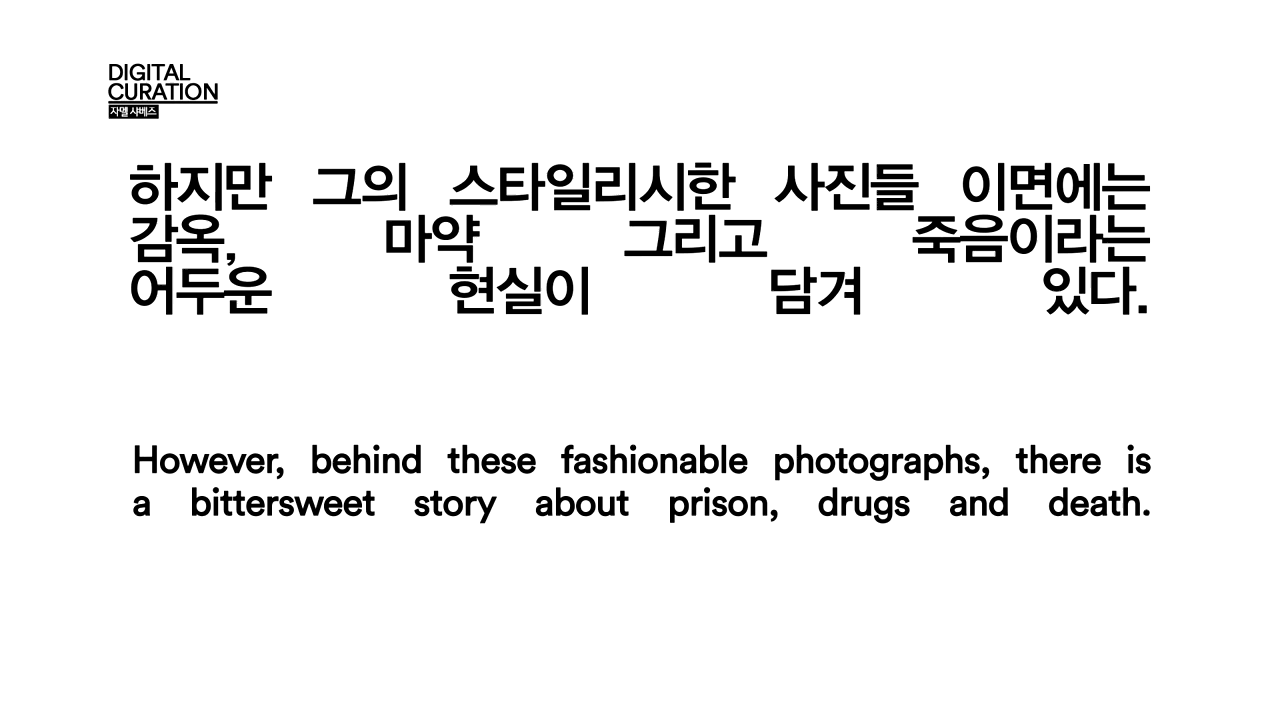 DIGITAL
CURATION
자멜 샤베즈
하지만 그의 스타일리시한 사진들 이면에는
감옥, 마약 그리고 죽음이라는
어두운 현실이 담겨 있다.
However, behind these fashionable photographs, there is
a bittersweet story about prison, drugs and death.